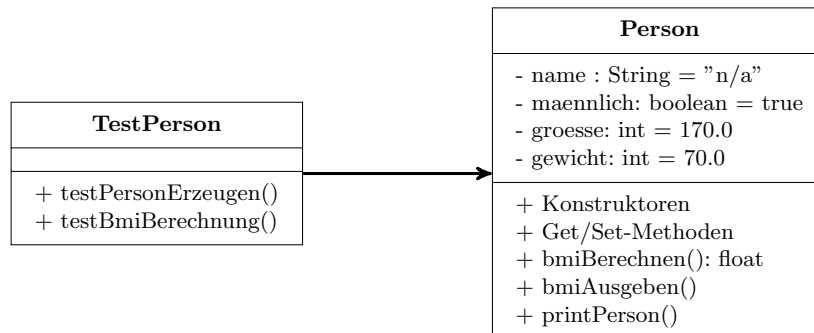 TestPerson
+ testPersonErzeugen()
+ testBmiBerechnung()
Person
- name : String = ”n/a”
- maennlich: boolean = true
- groesse: int = 170.0
- gewicht: int = 70.0
+ Konstruktoren
+ Get/Set-Methoden
+ bmiBerechnen(): float
+ bmiAusgeben()
+ printPerson()